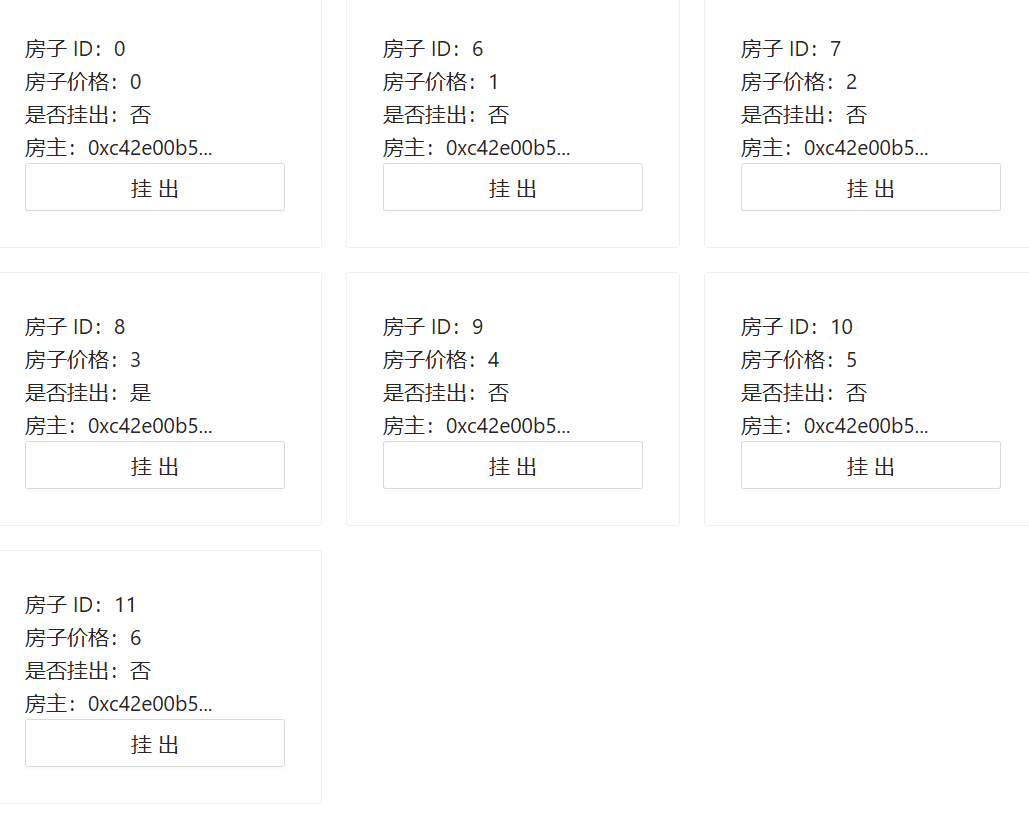 房子 ID：0
房子价格：0
是否挂出：否
房主：0xc42e00b5...
挂 出
房子 ID：6
房子价格：1
是否挂出：否
房主：0xc42e00b5...
挂 出
房子 ID：7
房子价格：2
是否挂出：否
房主：0xc42e00b5...
挂 出
房子 ID：8
房子价格：3
是否挂出：是
房主：0xc42e00b5...
挂 出
房子 ID：9
房子价格：4
是否挂出：否
房主：0xc42e00b5...
挂 出
房子 ID：10
房子价格：5
是否挂出：否
房主：0xc42e00b5...
挂 出
房子 ID：11
房子价格：6
是否挂出：否
房主：0xc42e00b5...
挂 出